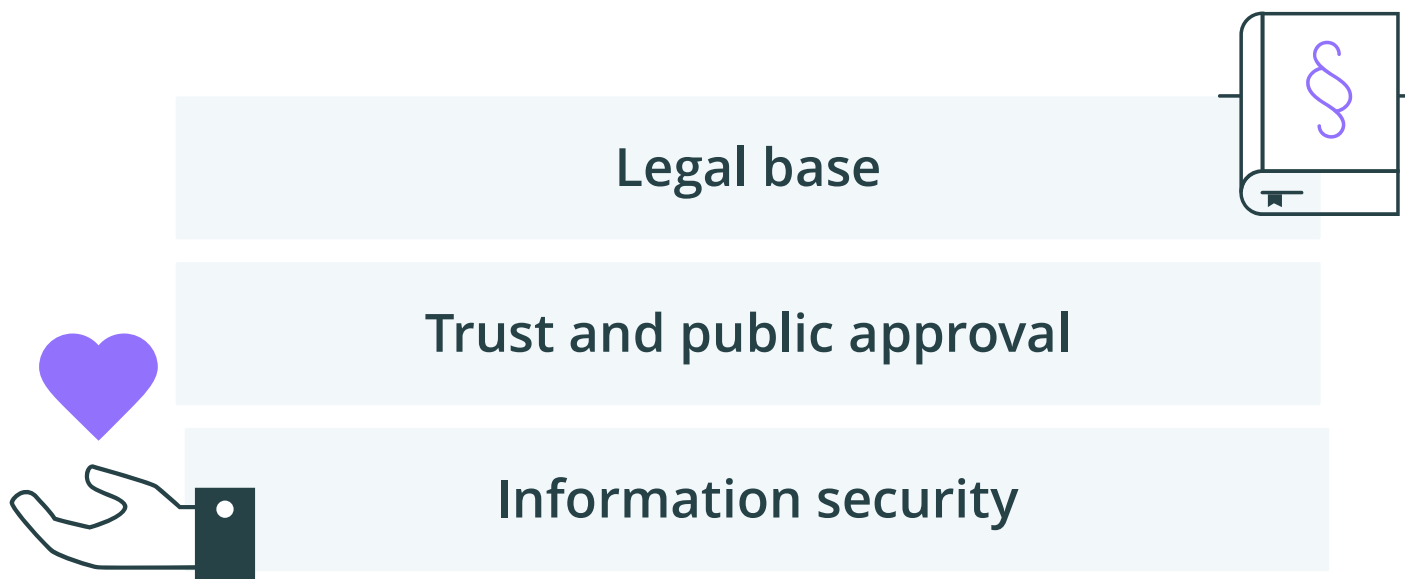 §
Legal base
Trust and public approval
Information security